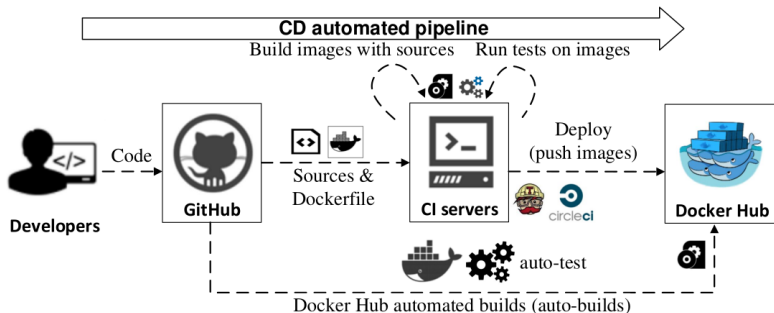 CD automated pipeline
Build images with sources
Run tests on images
Code
Sources &
Dockerfile
Deploy
(push images)
circleci
Developers
GitHub
CI servers
Docker Hub
auto-test
Docker Hub automated builds (auto-builds)